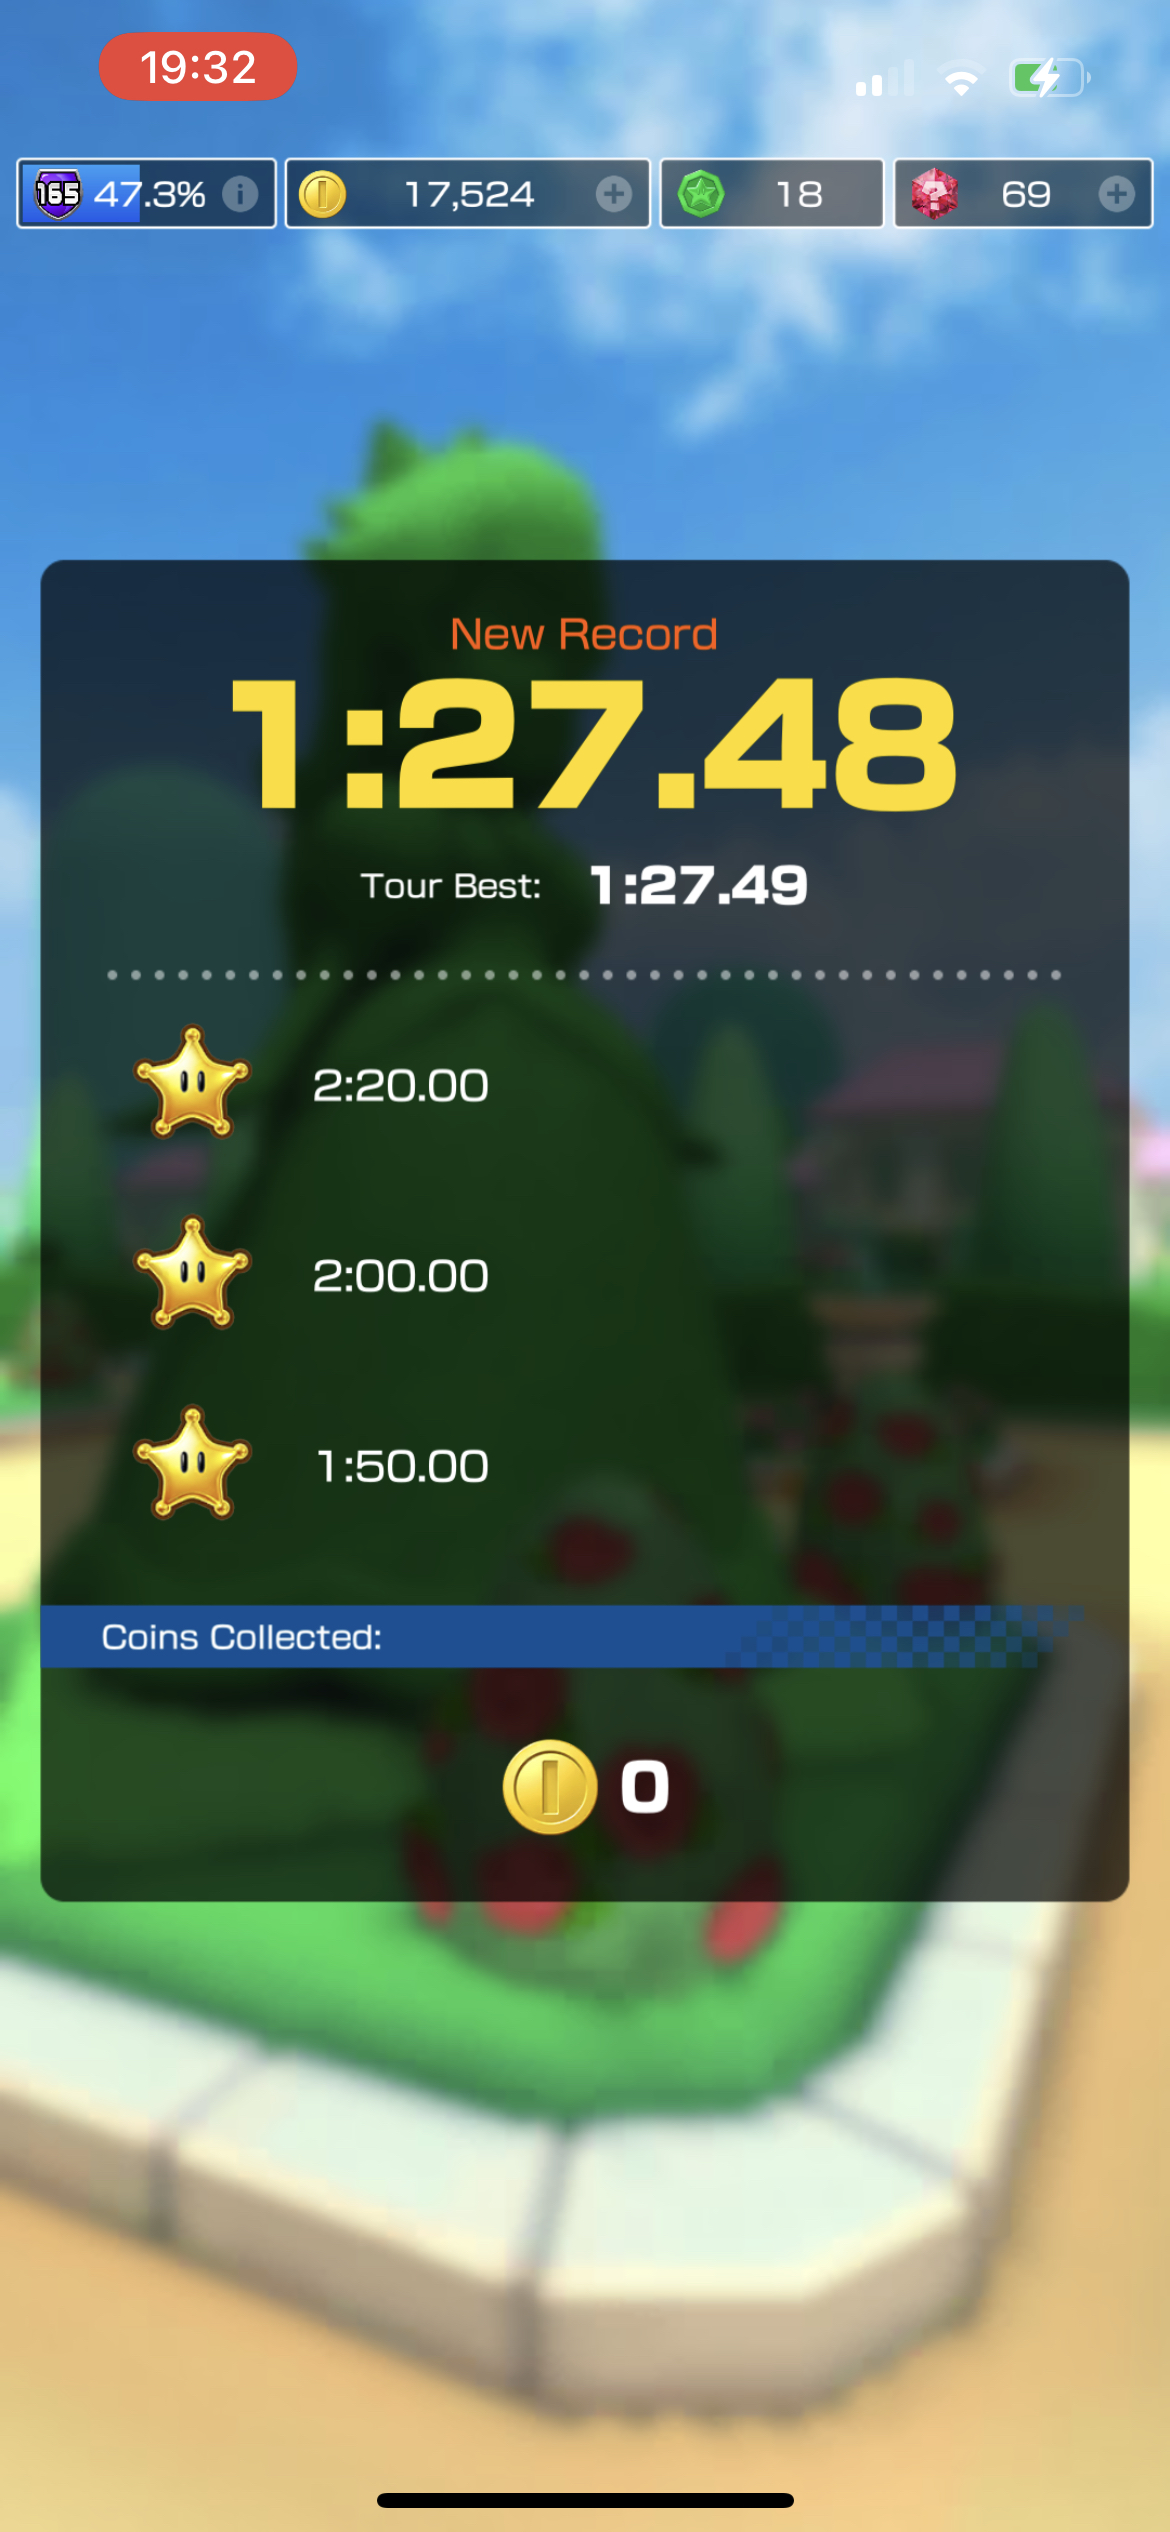 19:32
165 47.3% i 17,524 + 18 ? 69 +
New Record
1:27.48
Tour Best: 1:27.49
2:20.00
2:00.00
1:50.00
Coins Collected:
0